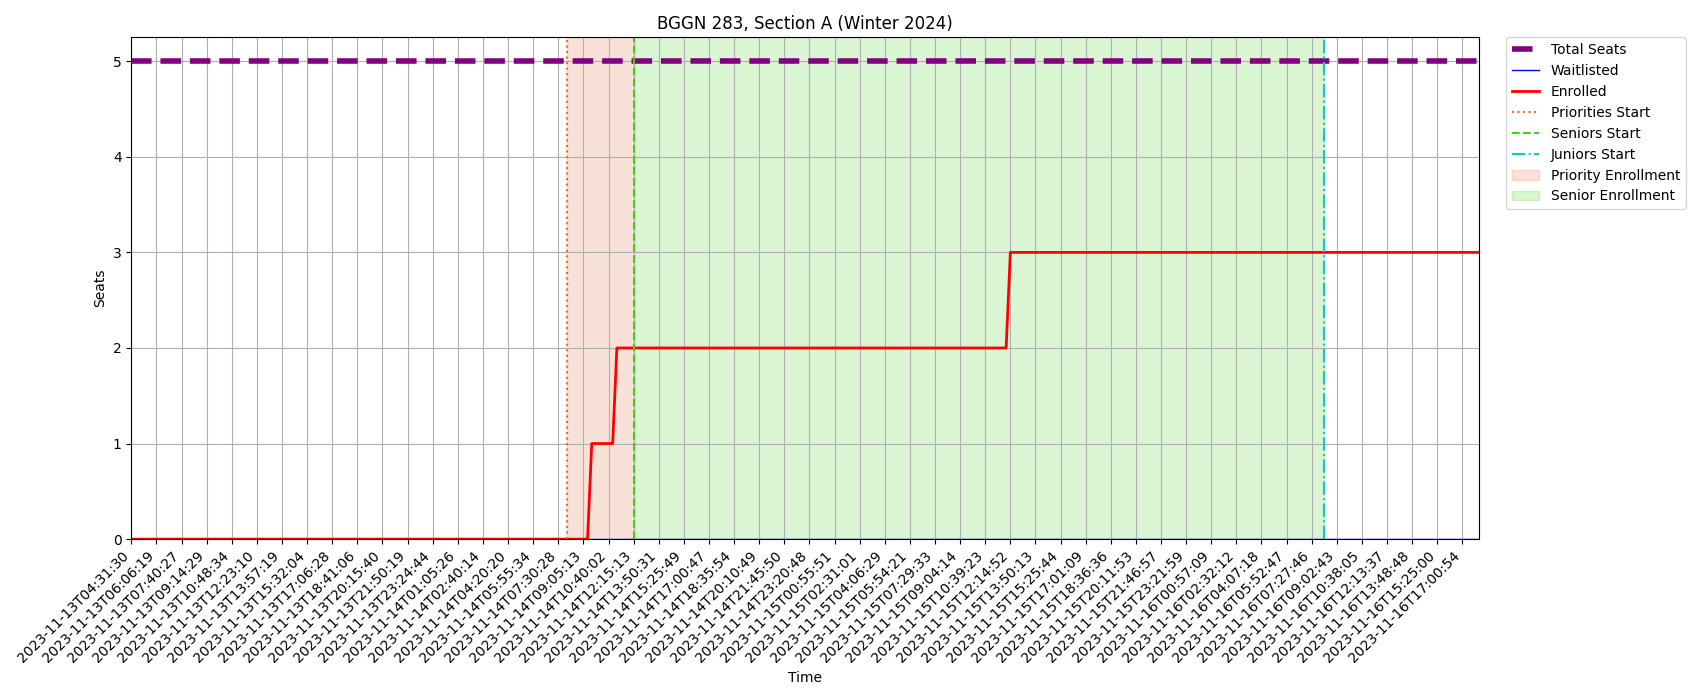 BGGN 283, Section A (Winter 2024)
Total Seats
Waitlisted
Enrolled
Priorities Start
Seniors Start
Juniors Start
Priority Enrollment
Senior Enrollment
Seats
5
4
3
2
1
0
2023-11-13T04:31:30
2023-11-13T06:06:19
2023-11-13T07:40:27
2023-11-13T09:14:29
2023-11-13T10:48:34
2023-11-13T12:23:10
2023-11-13T13:57:19
2023-11-13T15:32:04
2023-11-13T17:06:28
2023-11-13T18:41:06
2023-11-13T20:15:40
2023-11-13T21:50:19
2023-11-13T23:24:44
2023-11-14T01:05:26
2023-11-14T02:40:14
2023-11-14T04:20:20
2023-11-14T05:55:34
2023-11-14T07:30:28
2023-11-14T09:05:13
2023-11-14T10:40:02
2023-11-14T12:15:13
2023-11-14T13:50:31
2023-11-14T15:25:49
2023-11-14T17:00:47
2023-11-14T18:35:54
2023-11-14T20:10:49
2023-11-14T21:45:50
2023-11-14T23:20:48
2023-11-15T00:55:51
2023-11-15T02:31:01
2023-11-15T04:06:29
2023-11-15T05:54:21
2023-11-15T07:29:33
2023-11-15T09:04:14
2023-11-15T10:39:23
2023-11-15T12:14:52
2023-11-15T13:50:13
2023-11-15T15:25:44
2023-11-15T17:01:09
2023-11-15T18:36:36
2023-11-15T20:11:53
2023-11-15T21:46:57
2023-11-15T23:21:59
2023-11-16T00:57:09
2023-11-16T02:32:12
2023-11-16T04:07:18
2023-11-16T05:52:47
2023-11-16T07:27:46
2023-11-16T09:02:43
2023-11-16T10:38:05
2023-11-16T12:13:37
2023-11-16T13:48:48
2023-11-16T15:25:00
2023-11-16T17:00:54
Time